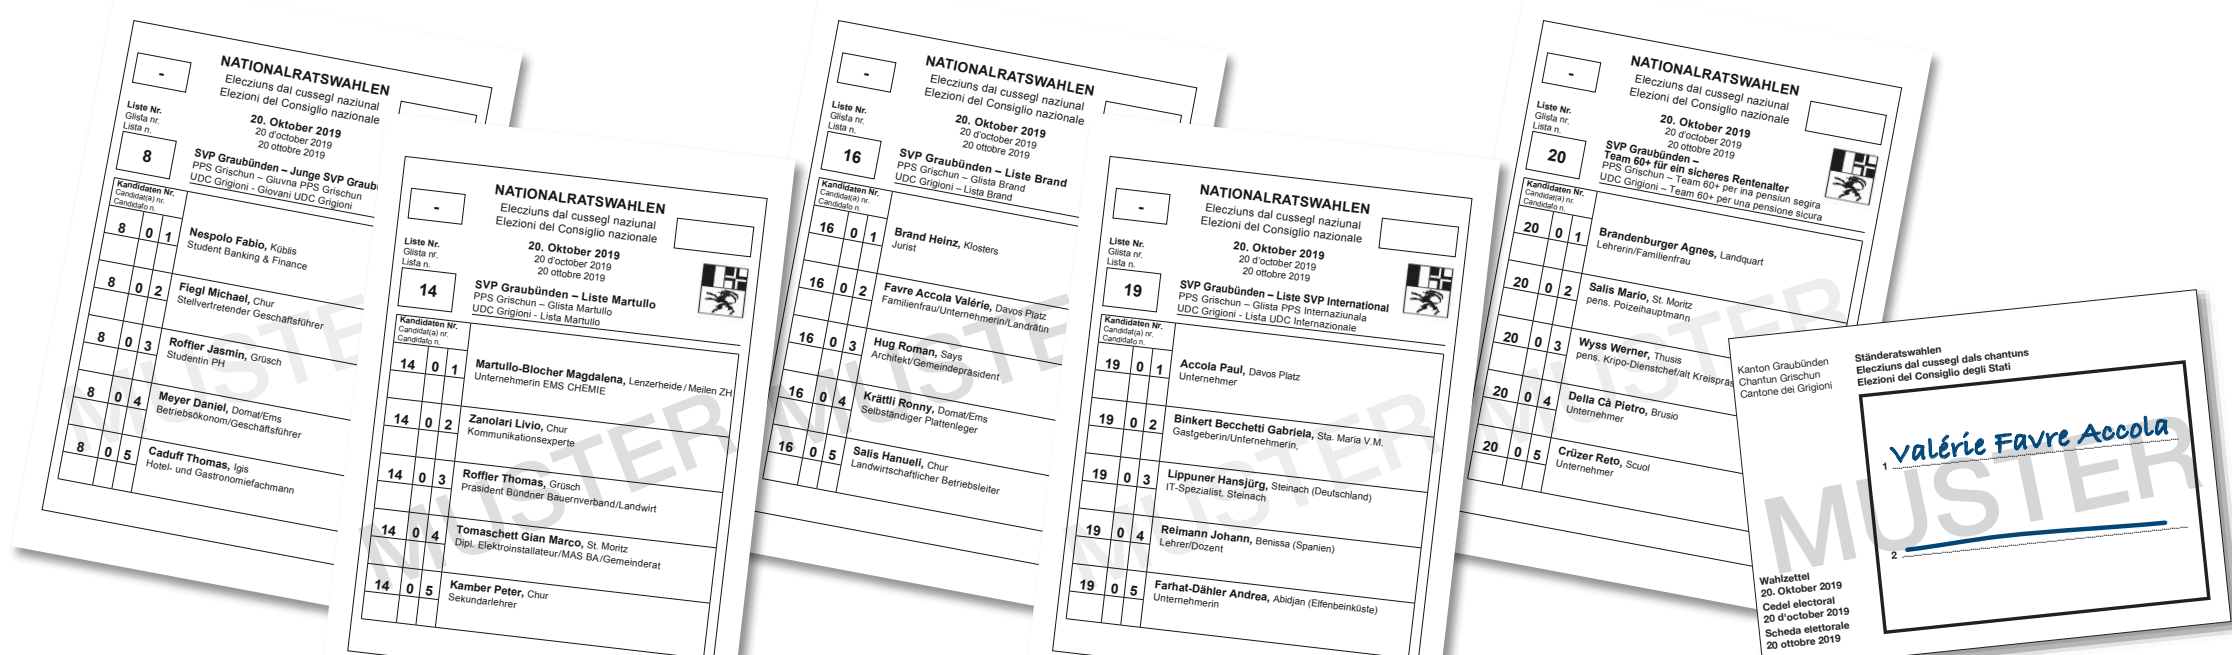 -
NATIONALRATSWAHLEN
Elecziuns dal cussegl naziunal
Elezioni del Consiglio nazionale
Liste Nr.
Glista nr.
Lista n.
20. Oktober 2019
20 d'october 2019
20 ottobre 2019
8
SVP Graubünden – Junge SVP Graub
PPS Grischun – Giuvna PPS Grischun
UDC Grigioni - Giovani UDC Grigioni
Kandidaten Nr.
Candidat(a) nr.
Candidato n.
8 0 1
Nespolo Fabio, Küblis
Student Banking & Finance
8 0 2
Fiegl Michael, Chur
Stellvertretender Geschäftsführer
8 0 3
Roffler Jasmin, Grüsch
Studentin PH
8 0 4
Meyer Daniel, Domat/Ems
Betriebsökonom/Geschäftsführer
8 0 5
Caduff Thomas, Igis
Hotel- und Gastronomiefachmann
MUSTE
-
NATIONALRATSWAHLEN
Elecziuns dal cussegl naziunal
Elezioni del Consiglio nazionale
Liste Nr.
Glista nr.
Lista n.
20. Oktober 2019
20 d'october 2019
20 ottobre 2019
14
SVP Graubünden – Liste Martullo
PPS Grischun – Glista Martullo
UDC Grigioni - Lista Martullo
Kandidaten Nr.
Candidat(a) nr.
Candidato n.
14 0 1
Martullo-Blocher Magdalena, Lenzerheide/Meilen ZH
Unternehmerin EMS CHEMIE
14 0 2
Zanolari Livio, Chur
Kommunikationsexperte
14 0 3
Roffler Thomas, Grüsch
Präsident Bündner Bauernverband/Landwirt
14 0 4
Tomaschett Gian Marco, St. Moritz
Dipl. Elektroinstallateur/MAS BA/Gemeinderat
14 0 5
Kamber Peter, Chur
Sekundarlehrer
MUSTER
-
NATIONALRATSWAHLEN
Elecziuns dal cussegl naziunal
Elezioni del Consiglio nazionale
Liste Nr.
Glista nr.
Lista n.
20. Oktober 2019
20 d'october 2019
20 ottobre 2019
16
SVP Graubünden – Liste Brand
PPS Grischun – Glista Brand
UDC Grigioni – Lista Brand
Kandidaten Nr.
Candidat(a) nr.
Candidato n.
16 0 1
Brand Heinz, Klosters
Jurist
16 0 2
Favre Accola Valérie, Davos Platz
Familienfrau/Unternehmerin/Landrätin
16 0 3
Hug Roman, Says
Architekt/Gemeindepräsident
16 0 4
Krättli Ronny, Domat/Ems
Selbständiger Plattenleger
16 0 5
Salis Hanueli, Chur
Landwirtschaftlicher Betriebsleiter
MUSTE
-
NATIONALRATSWAHLEN
Elecziuns dal cussegl naziunal
Elezioni del Consiglio nazionale
Liste Nr.
Glista nr.
Lista n.
20. Oktober 2019
20 d'october 2019
20 ottobre 2019
19
SVP Graubünden – Liste SVP International
PPS Grischun – Glista PPS Internaziunala
UDC Grigioni – Lista UDC Internazionale
Kandidaten Nr.
Candidat(a) nr.
Candidato n.
19 0 1
Accola Paul, Davos Platz
Unternehmer
19 0 2
Binkert Becchetti Gabriela, Sta. Maria V.M.
Gastgeberin/Unternehmerin,
19 0 3
Lippuner Hansjürg, Steinach (Deutschland)
IT-Spezialist, Steinach
19 0 4
Reimann Johann, Benissa (Spanien)
Lehrer/Dozent
19 0 5
Farhat-Dähler Andrea, Abidjan (Elfenbeinküste)
Unternehmerin
MUSTER
-
NATIONALRATSWAHLEN
Elecziuns dal cussegl naziunal
Elezioni del Consiglio nazionale
Liste Nr.
Glista nr.
Lista n.
20. Oktober 2019
20 d'october 2019
20 ottobre 2019
20
SVP Graubünden –
Team 60+ für ein sicheres Rentenalter
PPS Grischun – Team 60+ per ina pensiun segira
UDC Grigioni – Team 60+ per una pensione sicura
Kandidaten Nr.
Candidat(a) nr.
Candidato n.
20 0 1
Brandenburger Agnes, Landquart
Lehrerin/Familienfrau
20 0 2
Salis Mario, St. Moritz
pens. Poizeihauptmann
20 0 3
Wyss Werner, Thusis
pens. Kripo-Dienstchef/alt Kreispräs
20 0 4
Della Cà Pietro, Brusio
Unternehmer
20 0 5
Crüzer Reto, Scuol
Unternehmer
MUSTER
Kanton Graubünden
Chantun Grischun
Cantone dei Grigioni
Ständeratswahlen
Elecziuns dal cussegl dals chantuns
Elezioni del Consiglio degli Stati
1 Valérie Favre Accola
2
MUSTER
Wahlzettel
20. Oktober 2019
Cedel electoral
20 d'october 2019
Scheda elettorale
20 ottobre 2019